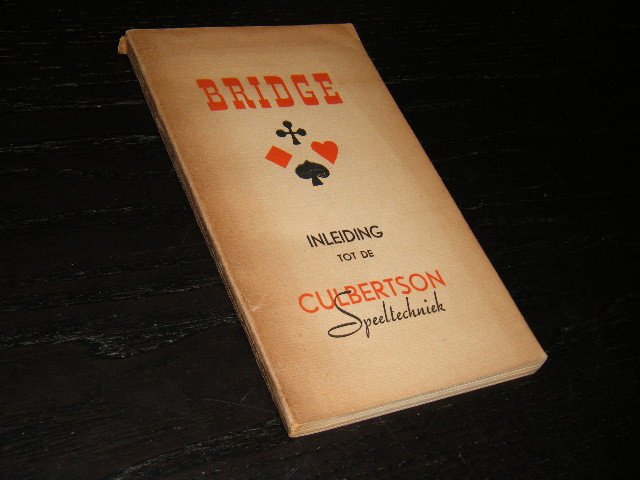 BRIDGE
INLEIDING
TOT DE
CULBERTSON
Speeltechniek